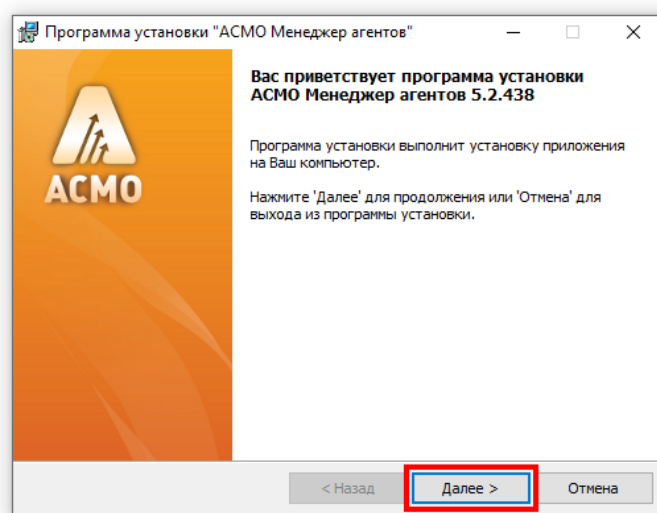 Программа установки "АСМО Менеджер агентов"
АСМО
Вас приветствует программа установки
АСМО Менеджер агентов 5.2.438
Программа установки выполнит установку приложения
на Ваш компьютер.
Нажмите 'Далее' для продолжения или 'Отмена' для
выхода из программы установки.
< Назад
Далее >
Отмена